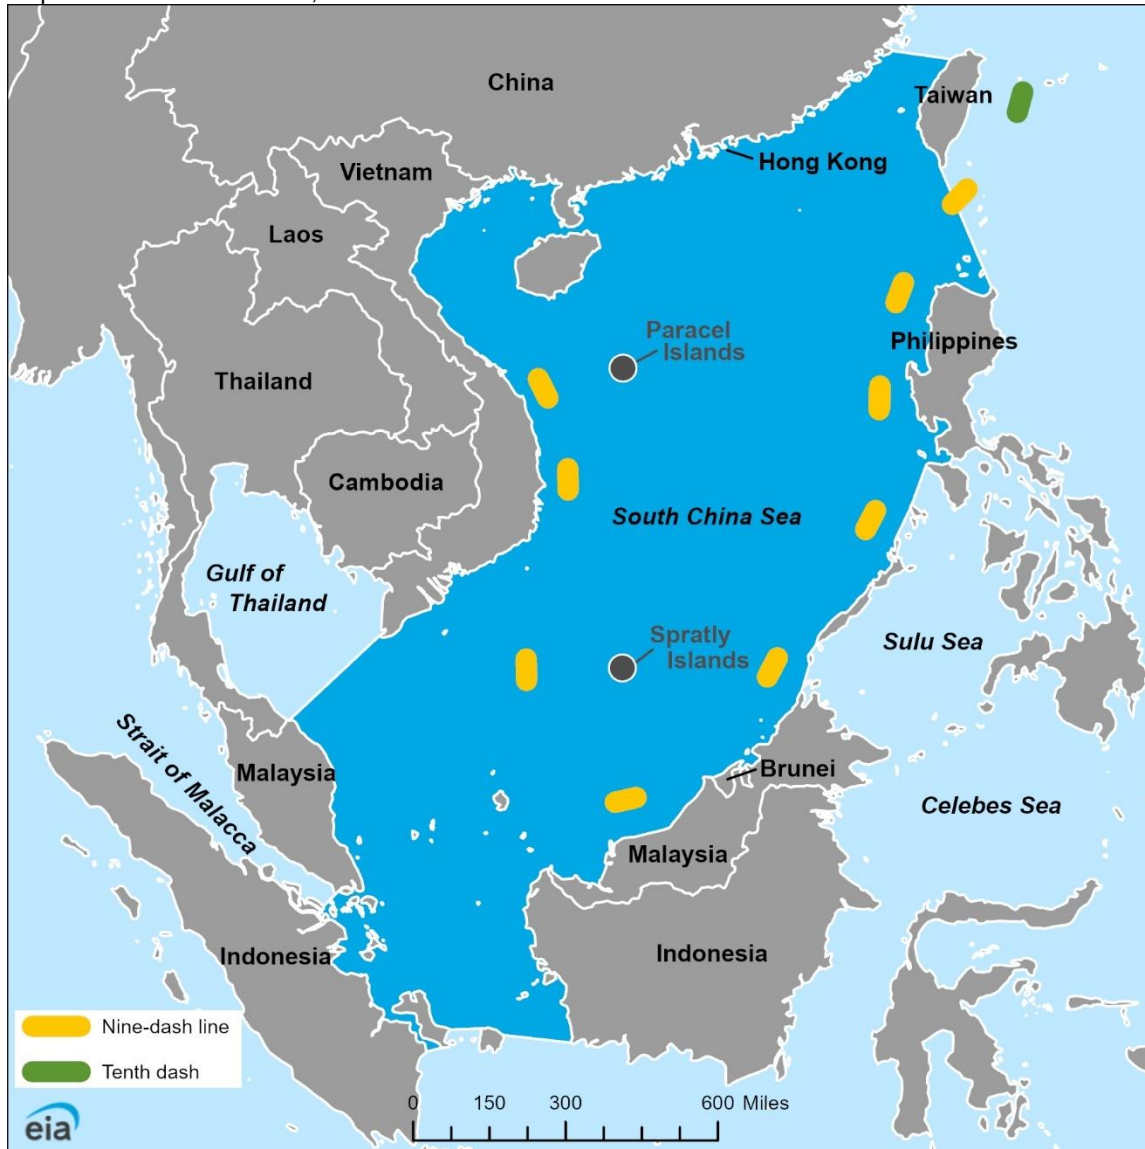 China
Taiwan
Hong Kong
Vietnam
Laos
Paracel
Islands
Philippines
Thailand
Cambodia
South China Sea
Gulf of
Thailand
Spratly
Islands
Sulu Sea
Strait of Malacca
Malaysia
Brunei
Celebes Sea
Malaysia
Indonesia
Indonesia
Nine-dash line
Tenth dash
0 150 300 600 Miles
eia